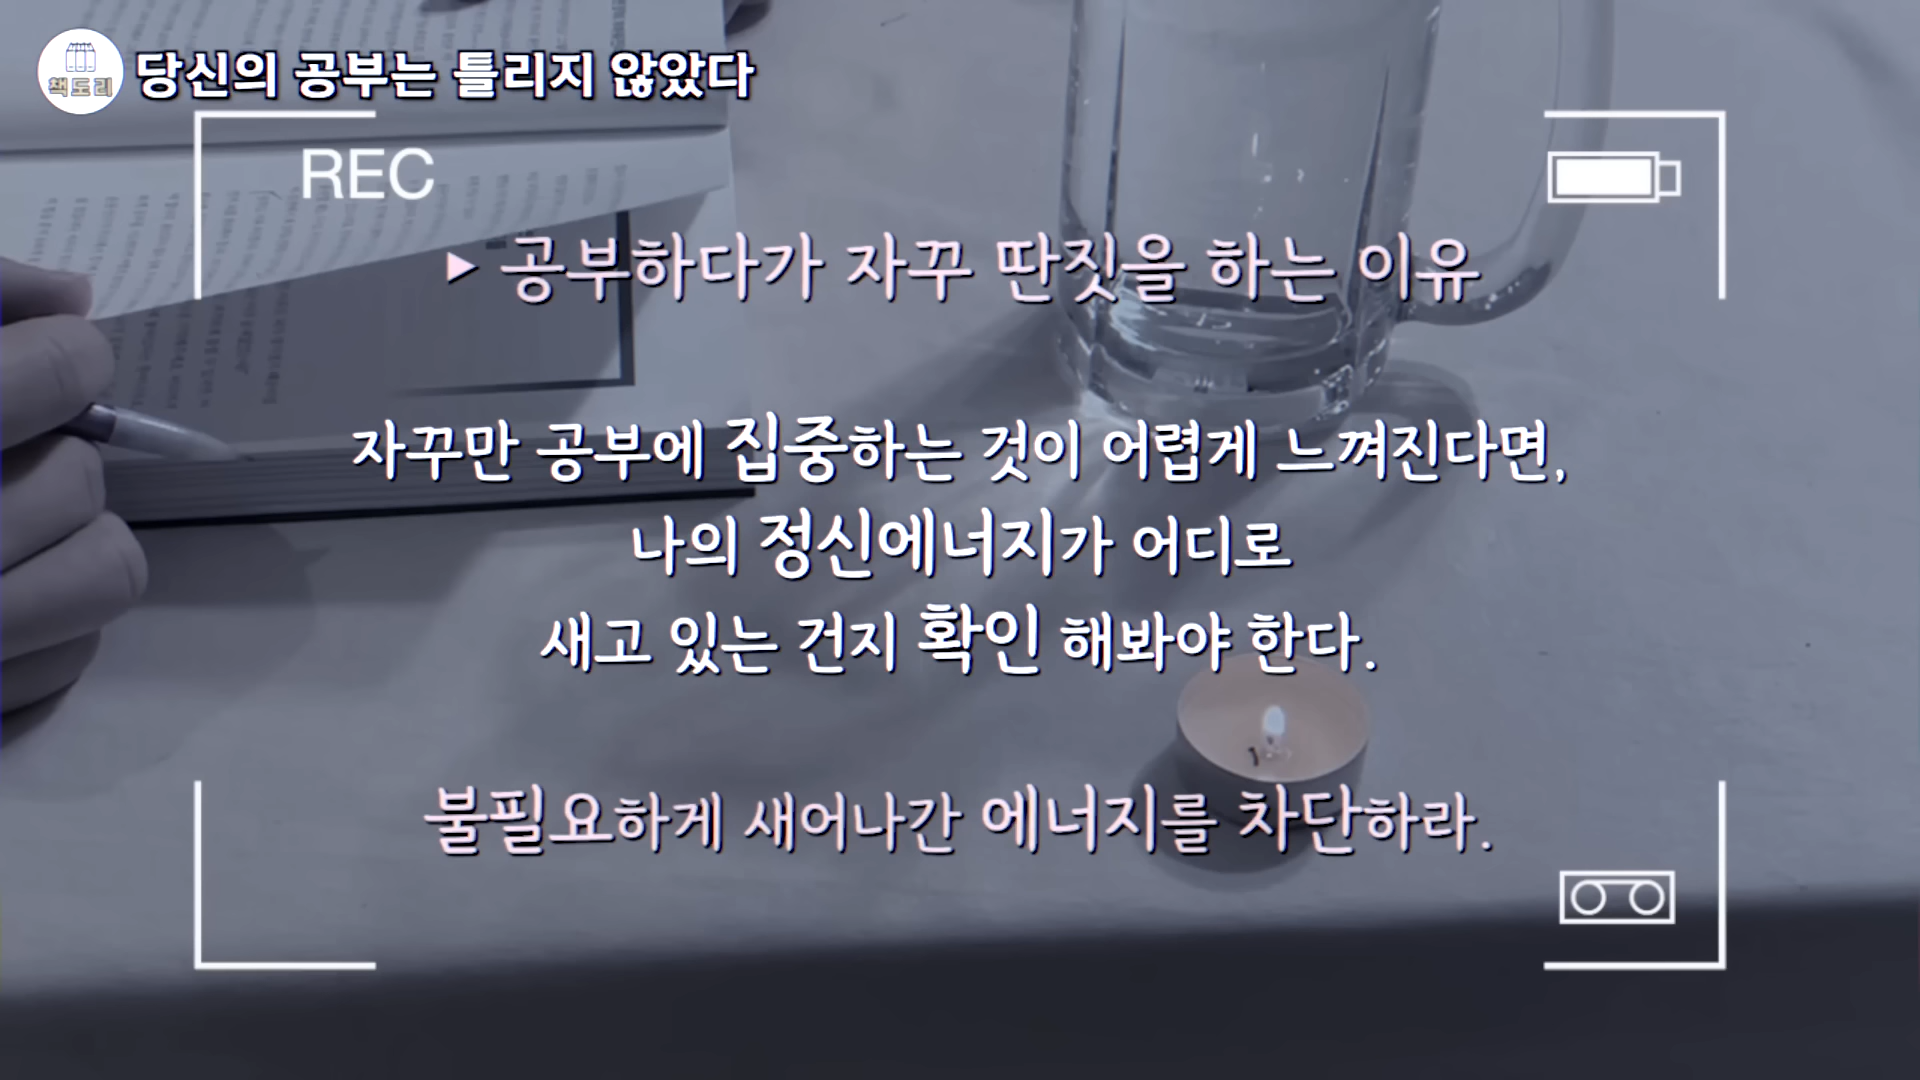 책도리
당신의 공부는 틀리지 않았다
REC
▶ 공부하다가 자꾸 딴짓을 하는 이유
자꾸만 공부에 집중하는 것이 어렵게 느껴진다면,
나의 정신에너지가 어디로
새고 있는 건지 확인 해봐야 한다.
불필요하게 새어나간 에너지를 차단하라.